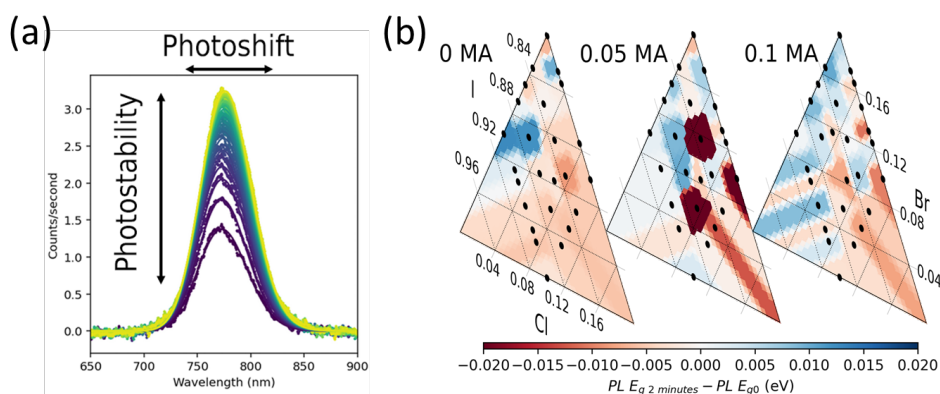 (a)
Photoshift
Photostability
Counts/second
3.0
2.5
2.0
1.5
1.0
0.5
0.0
650 700 750 800 850 900
Wavelength (nm)
(b)
0 MA
0.05 MA
0.1 MA
I
0.84
0.88
0.92
0.96
0.04
0.08
0.12
0.16
Cl
0.16
0.12
Br
0.08
0.04
−0.020 −0.015 −0.010 −0.005 0.000 0.005 0.010 0.015 0.020
PL Eg 2 minutes − PL Eg0 (eV)